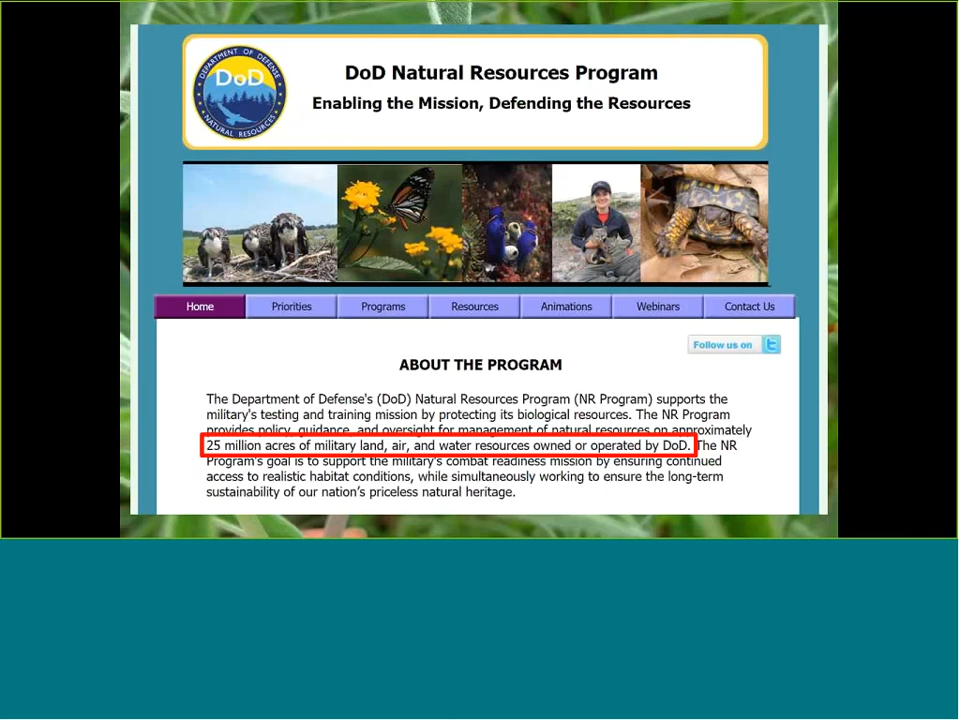 DEPARTMENT OF DEFENSE
DoD
NATURAL RESOURCES
DoD Natural Resources Program
Enabling the Mission, Defending the Resources
Home Priorities Programs Resources Animations Webinars Contact Us
Follow us on t
ABOUT THE PROGRAM
The Department of Defense's (DoD) Natural Resources Program (NR Program) supports the
military's testing and training mission by protecting its biological resources. The NR Program
provides policy, guidance, and oversight for management of natural resources on approximately
25 million acres of military land, air, and water resources owned or operated by DoD. The NR
Program's goal is to support the military's combat readiness mission by ensuring continued
access to realistic habitat conditions, while simultaneously working to ensure the long-term
sustainability of our nation's priceless natural heritage.